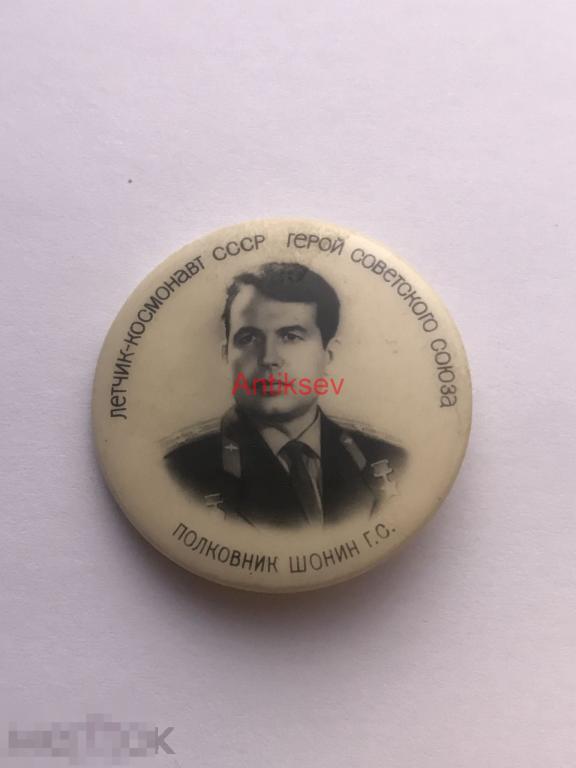 летчик-космонавт СССР герой советского союза
Antiksev
полковник шонин г.с.